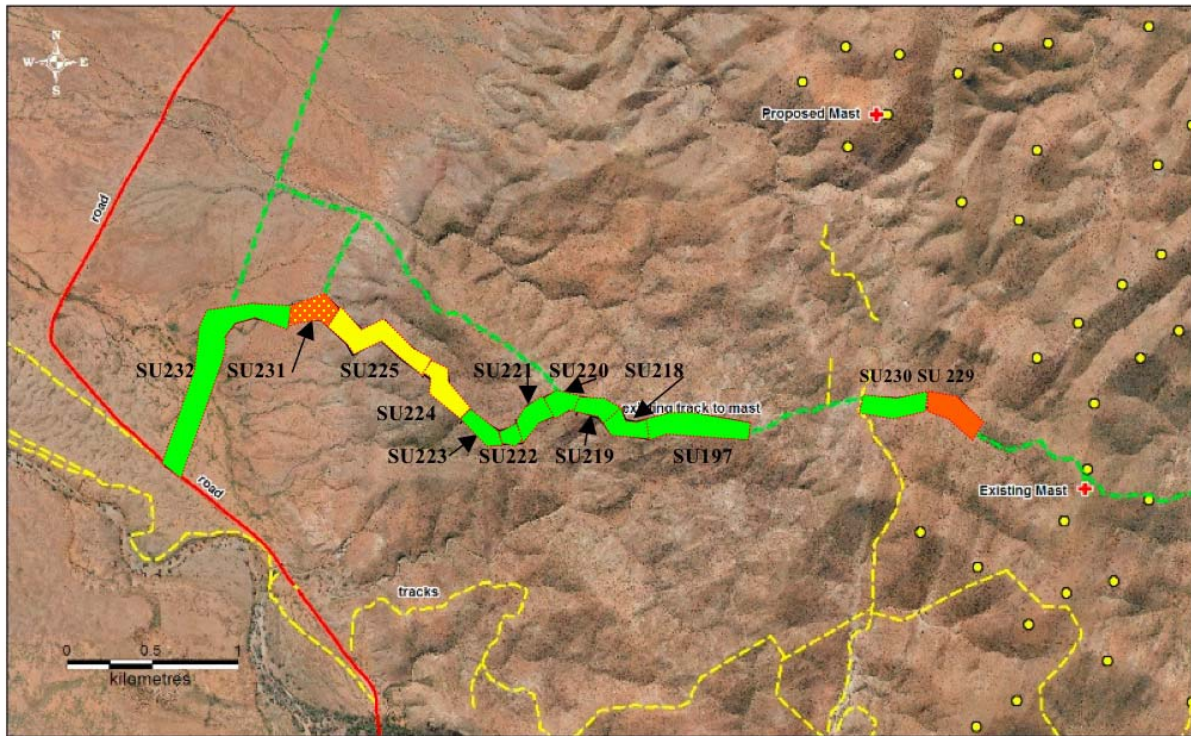 N
W E
S
Proposed Mast
road
SU232
SU231
SU225
SU221
SU220
SU218
SU230 SU 229
SU224
existing track to mast
SU223
SU222
SU219
SU197
road
Existing Mast
tracks
0 0.5 1
kilometres